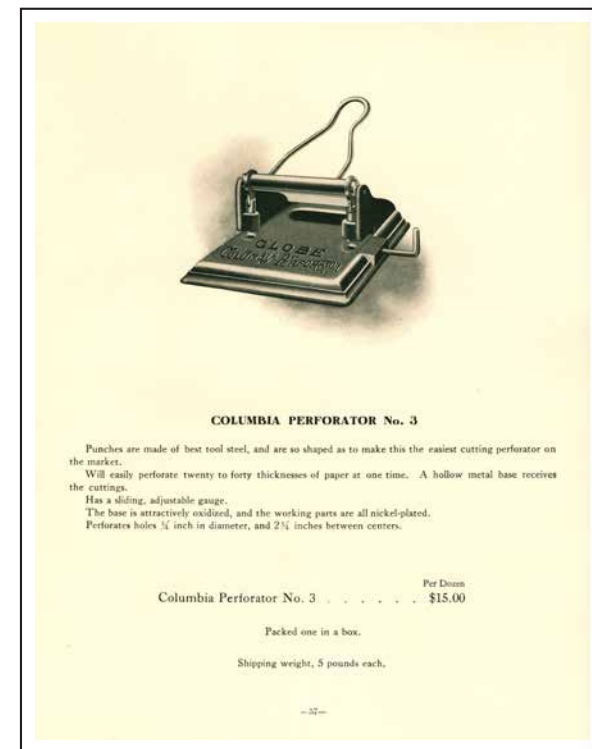 GLOBE
COLUMBIA PERFORATOR
COLUMBIA PERFORATOR No. 3
Punches are made of best tool steel, and are so shaped as to make this the easiest cutting perforator on
the market.
Will easily perforate twenty to forty thicknesses of paper at one time. A hollow metal base receives
the cuttings.
Has a sliding, adjustable gauge.
The base is attractively oxidized, and the working parts are all nickel-plated.
Perforates holes ¼ inch in diameter, and 2¾ inches between centers.
Per Dozen
Columbia Perforator No. 3 . . . . . . $15.00
Packed one in a box.
Shipping weight, 5 pounds each.